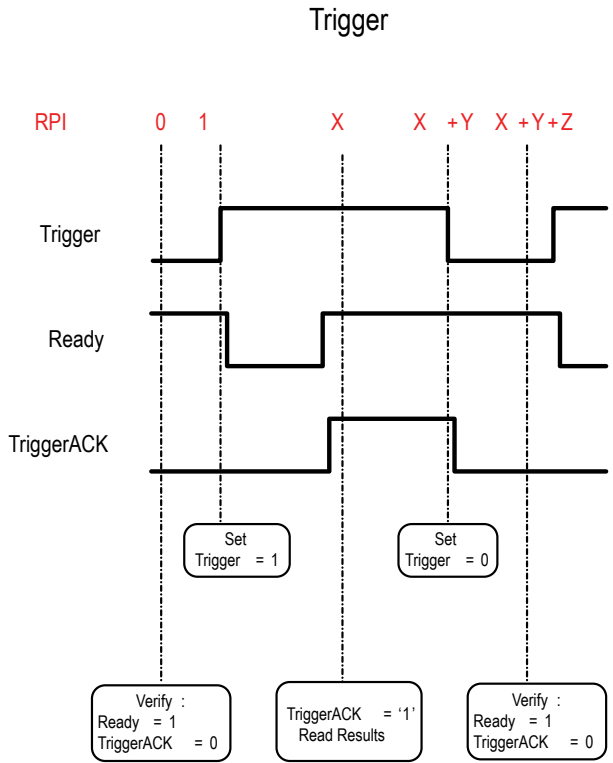 Trigger
RPI 0 1 X X +Y X +Y+Z
Trigger
Ready
TriggerACK
Set
Trigger = 1
Set
Trigger = 0
Verify :
Ready = 1
TriggerACK = 0
TriggerACK = ‘1’
Read Results
Verify :
Ready = 1
TriggerACK = 0